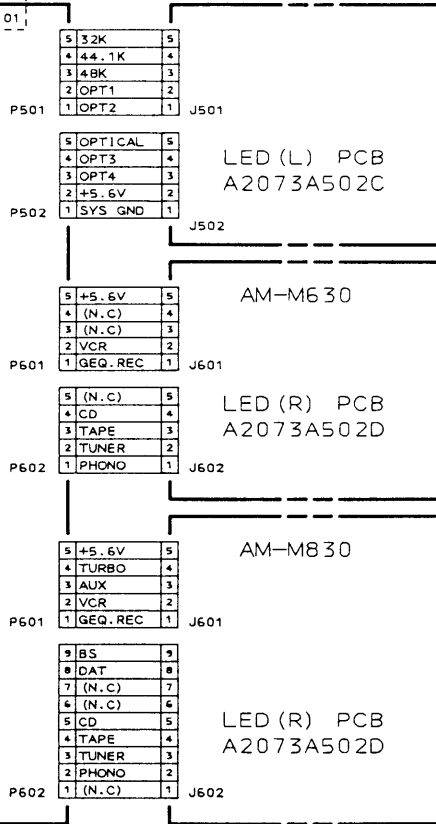 01
5 32K 5
4 44.1K 4
3 48K 3
2 OPT1 2
P501 1 OPT2 1 J501
5 OPTICAL 5
4 OPT3 4
3 OPT4 3
2 +5.6V 2
P502 1 SYS GND 1 J502
LED (L) PCB
A2073A502C
AM-M630
5 +5.6V 5
4 (N.C) 4
3 (N.C) 3
2 VCR 2
P601 1 GEQ.REC 1 J601
5 (N.C) 5
4 CD 4
3 TAPE 3
2 TUNER 2
P602 1 PHONO 1 J602
LED (R) PCB
A2073A502D
AM-M830
5 +5.6V 5
4 TURBO 4
3 AUX 3
2 VCR 2
P601 1 GEQ.REC 1 J601
9 BS 9
8 DAT 8
7 (N.C) 7
6 (N.C) 6
5 CD 5
4 TAPE 4
3 TUNER 3
2 PHONO 2
P602 1 (N.C) 1 J602
LED (R) PCB
A2073A502D